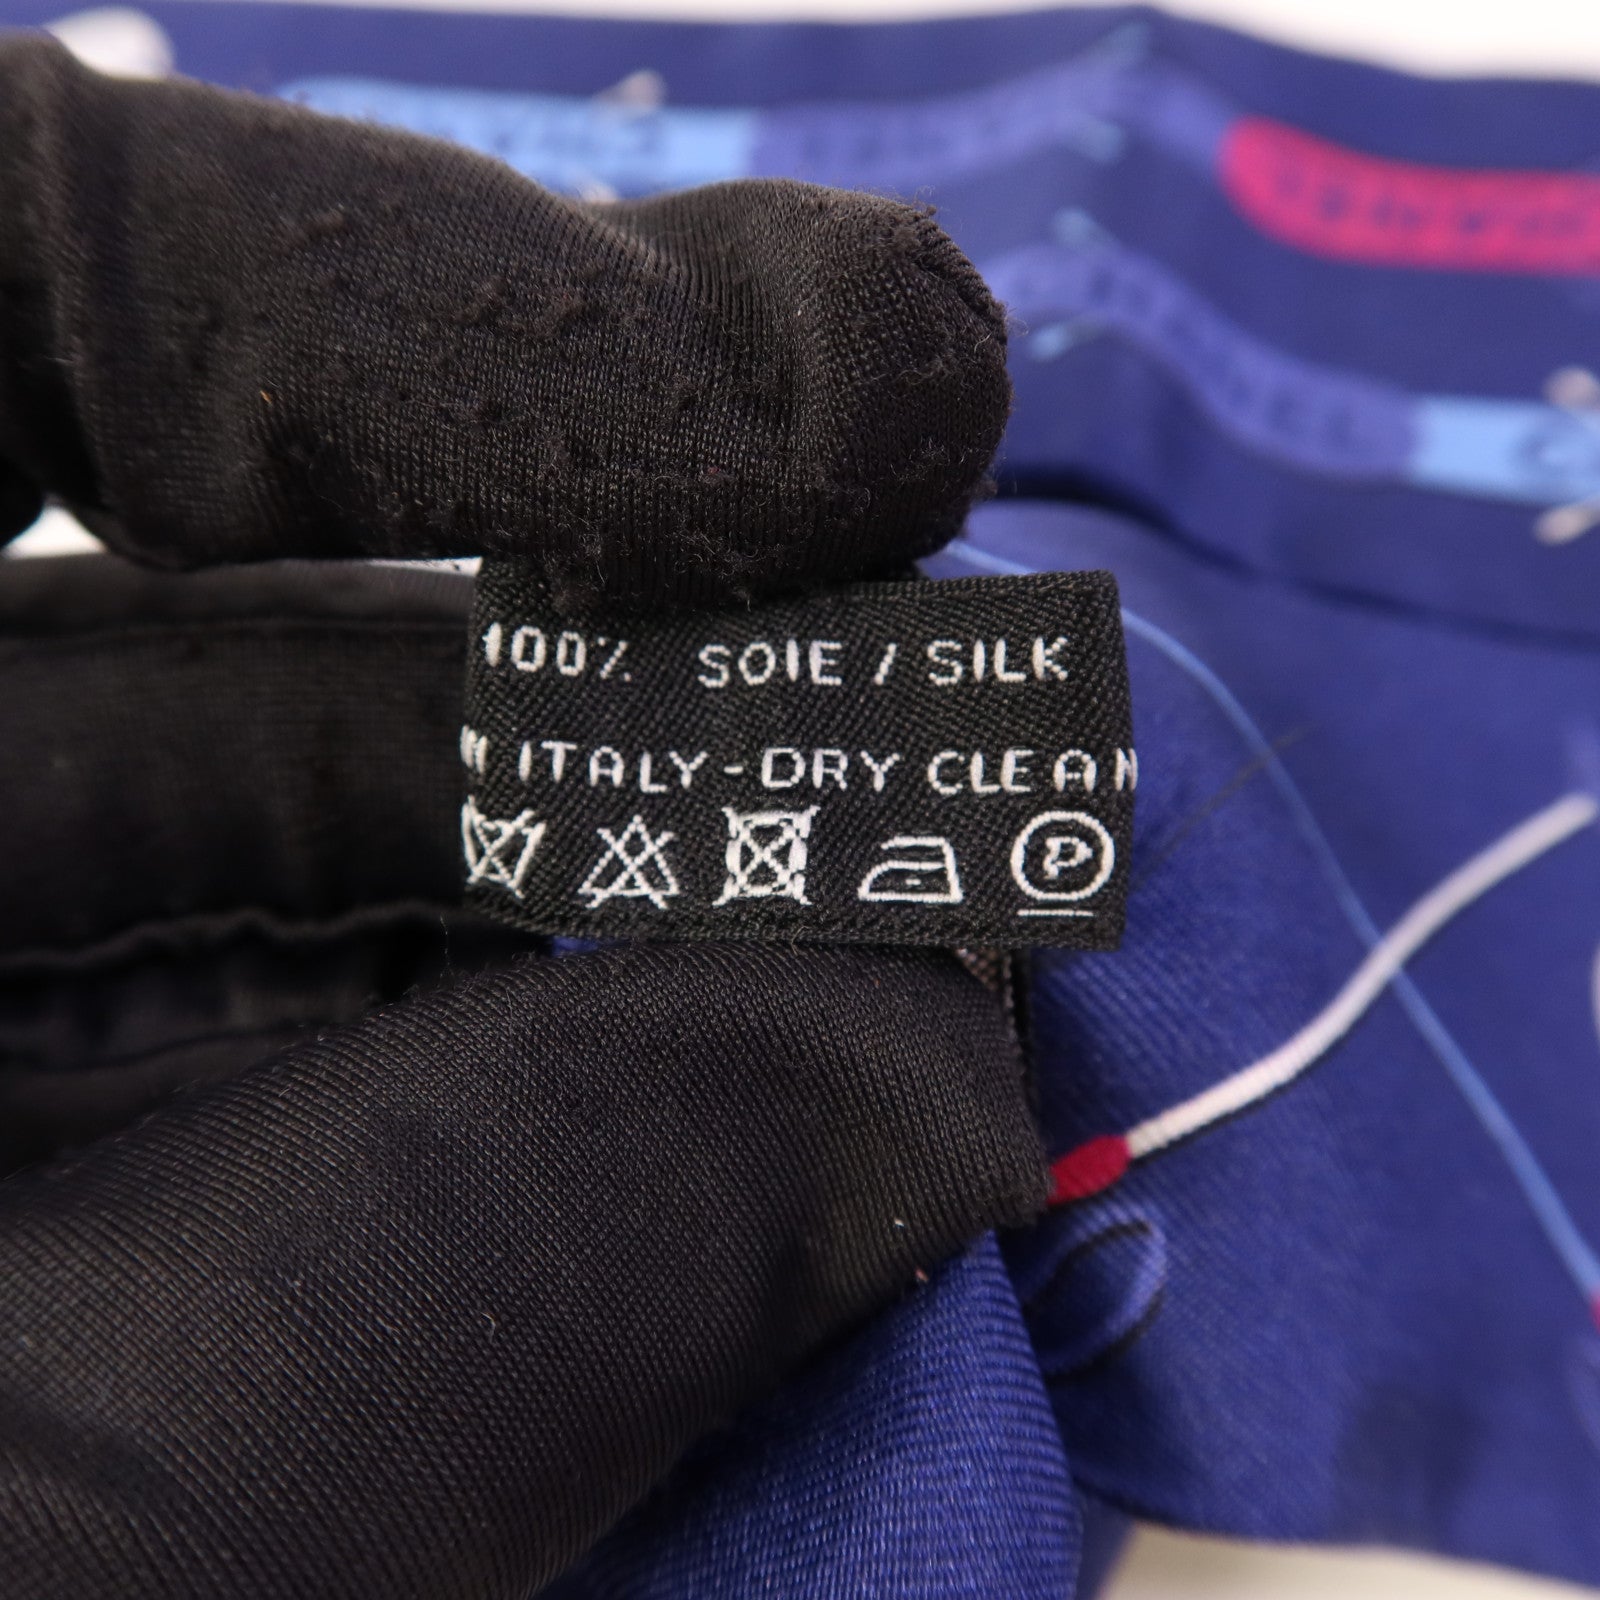 100% SOIE / SILK
N ITALY-DRY CLEAN
P